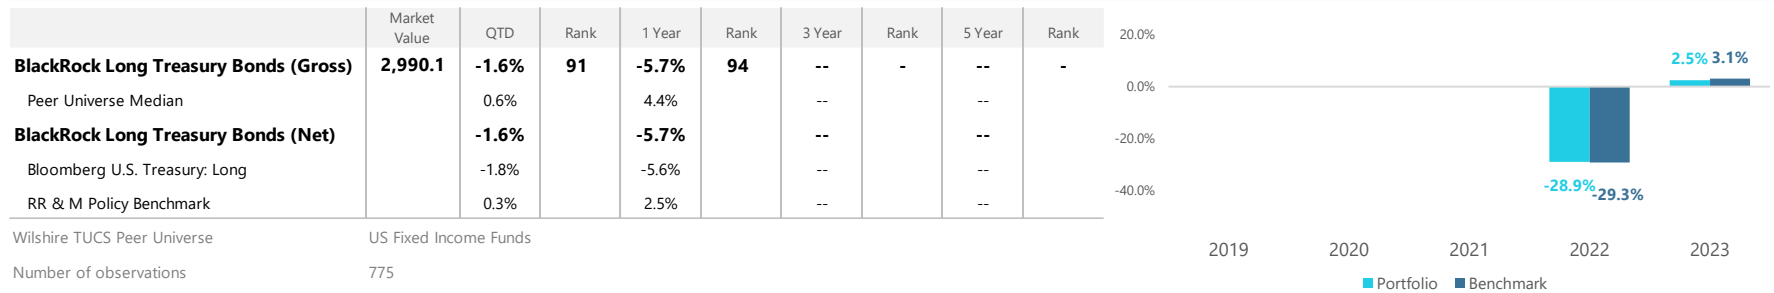 Market Value QTD Rank 1 Year Rank 3 Year Rank 5 Year Rank
BlackRock Long Treasury Bonds (Gross) 2,990.1 -1.6% 91 -5.7% 94 -- - -- -
Peer Universe Median 0.6% 4.4% -- --
BlackRock Long Treasury Bonds (Net) -1.6% -5.7% -- --
Bloomberg U.S. Treasury: Long -1.8% -5.6% -- --
RR & M Policy Benchmark 0.3% 2.5% -- --
Wilshire TUCS Peer Universe US Fixed Income Funds
Number of observations 775
20.0%
2.5% 3.1%
0.0%
-20.0%
-40.0%
-28.9%
-29.3%
2019 2020 2021 2022 2023
Portfolio Benchmark